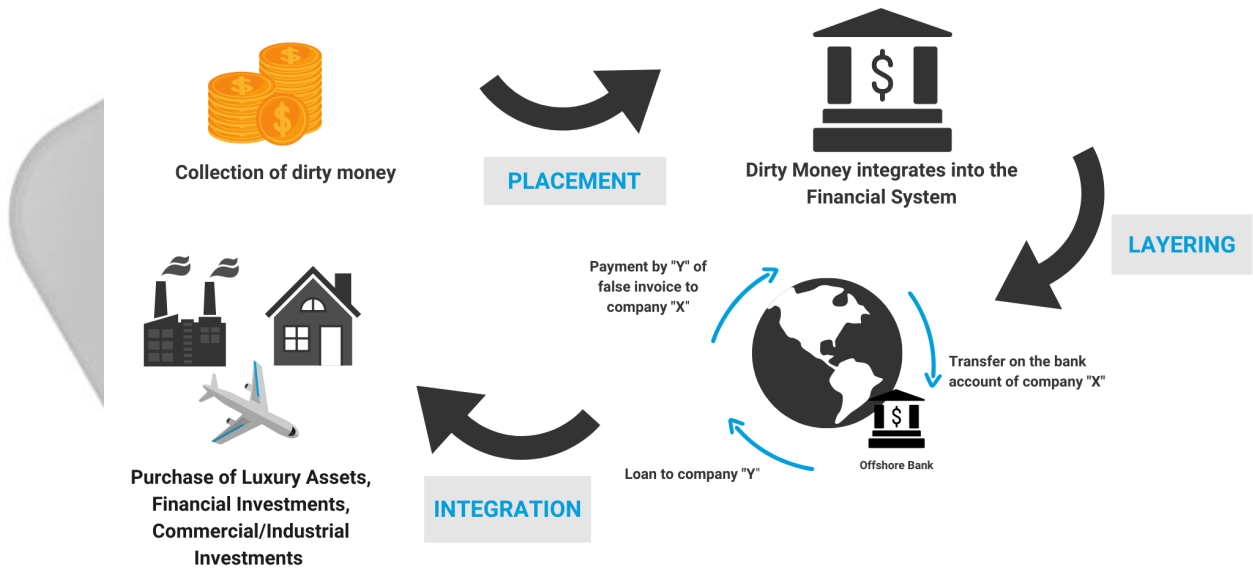 Collection of dirty money
PLACEMENT
Dirty Money integrates into the
Financial System
LAYERING
Payment by "Y" of
false invoice to
company "X"
Transfer on the bank
account of company "X"
Offshore Bank
Loan to company "Y"
INTEGRATION
Purchase of Luxury Assets,
Financial Investments,
Commercial/Industrial
Investments